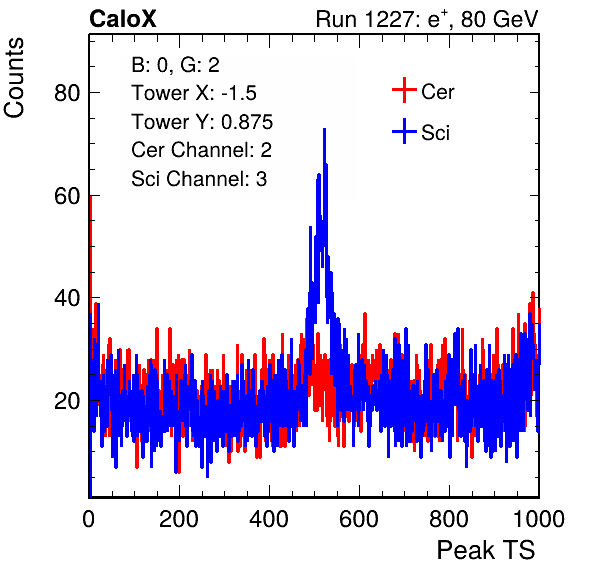 CaloX Run 1227: e+, 80 GeV
Counts
B: 0, G: 2
Tower X: -1.5
Tower Y: 0.875
Cer Channel: 2
Sci Channel: 3
Cer
Sci
80
60
40
20
0 200 400 600 800 1000
Peak TS